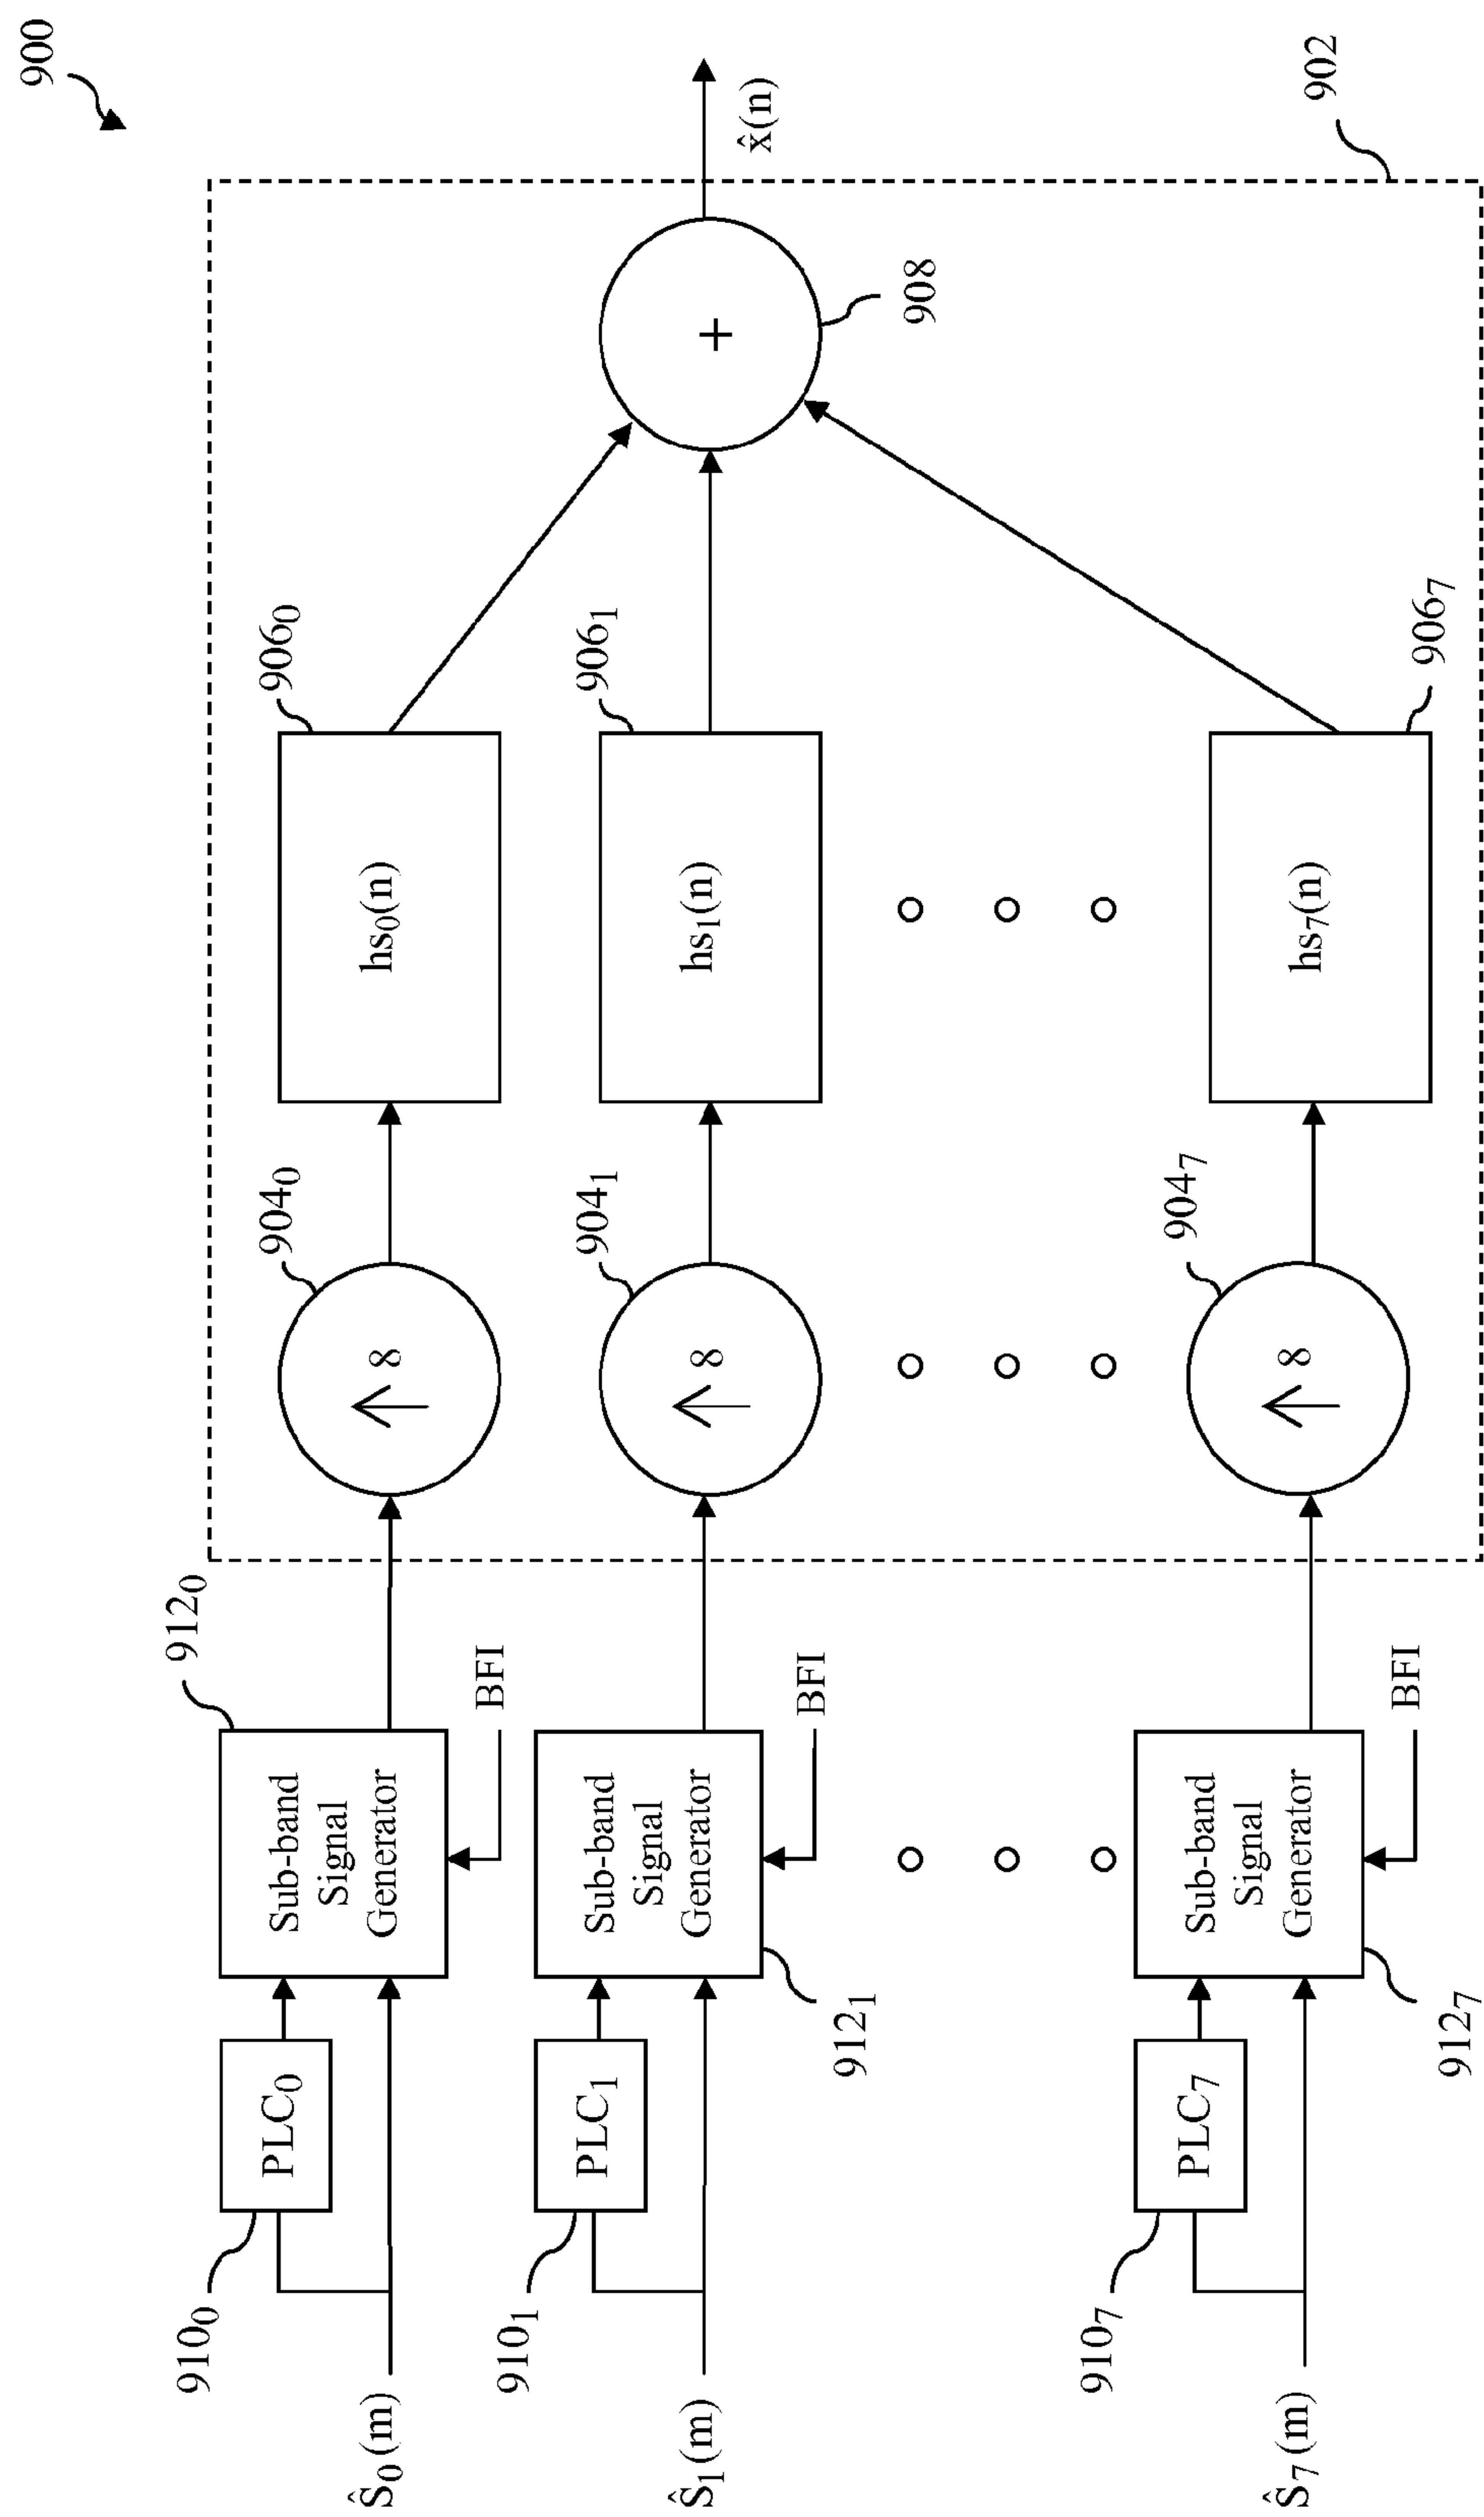 900
902
Ŝ₀(m)
910₀
PLC₀
Sub-band
Signal
Generator
912₀
BFI
904₀
↑ 8
906₀
hs₀(n)
Ŝ₁(m)
910₁
PLC₁
Sub-band
Signal
Generator
912₁
BFI
904₁
↑ 8
906₁
hs₁(n)
+
908
x̂(n)
Ŝ₇(m)
910₇
PLC₇
Sub-band
Signal
Generator
912₇
BFI
904₇
↑ 8
906₇
hs₇(n)